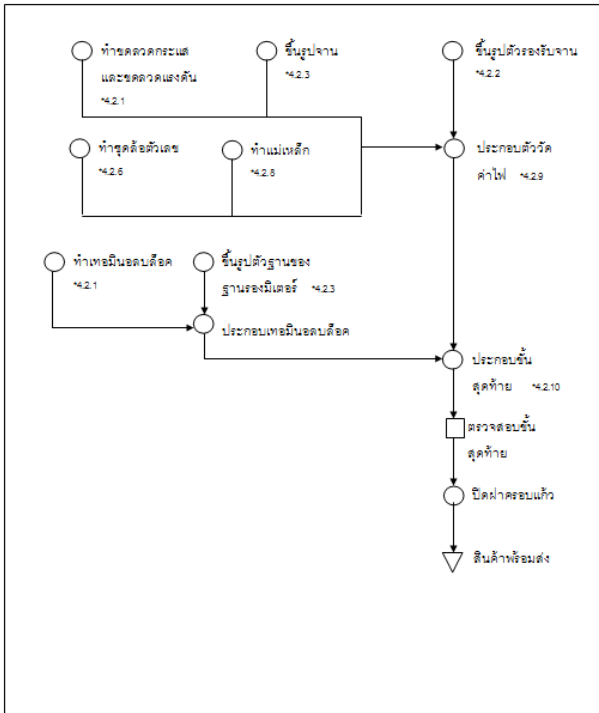 ทำขดลวดกระแส
และขดลวดแรงดัน
*4.2.1
ขึ้นรูปจาน
*4.2.3
ขึ้นรูปตัวรองรับจาน
*4.2.2
ทำชุดล้อตัวเลข
*4.2.6
ทำแม่เหล็ก
*4.2.8
ประกอบตัววัด
ค่าไฟ *4.2.9
ทำเทอมินอลบล๊อค
*4.2.1
ขึ้นรูปตัวฐานของ
ฐานรองมิเตอร์ *4.2.3
ประกอบเทอมินอลบล๊อค
ประกอบขั้น
สุดท้าย *4.2.10
ตรวจสอบขั้น
สุดท้าย
ปิดฝาครอบแก้ว
สินค้าพร้อมส่ง